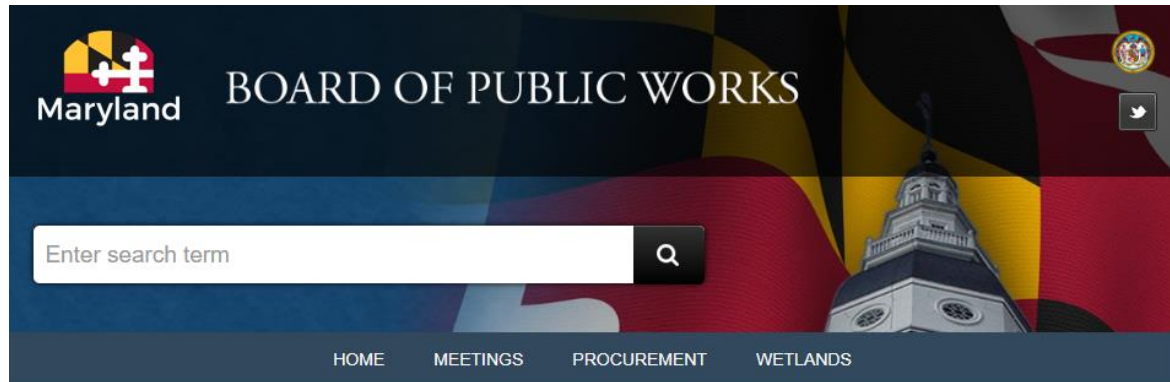 Maryland
BOARD OF PUBLIC WORKS
Enter search term
HOME MEETINGS PROCUREMENT WETLANDS